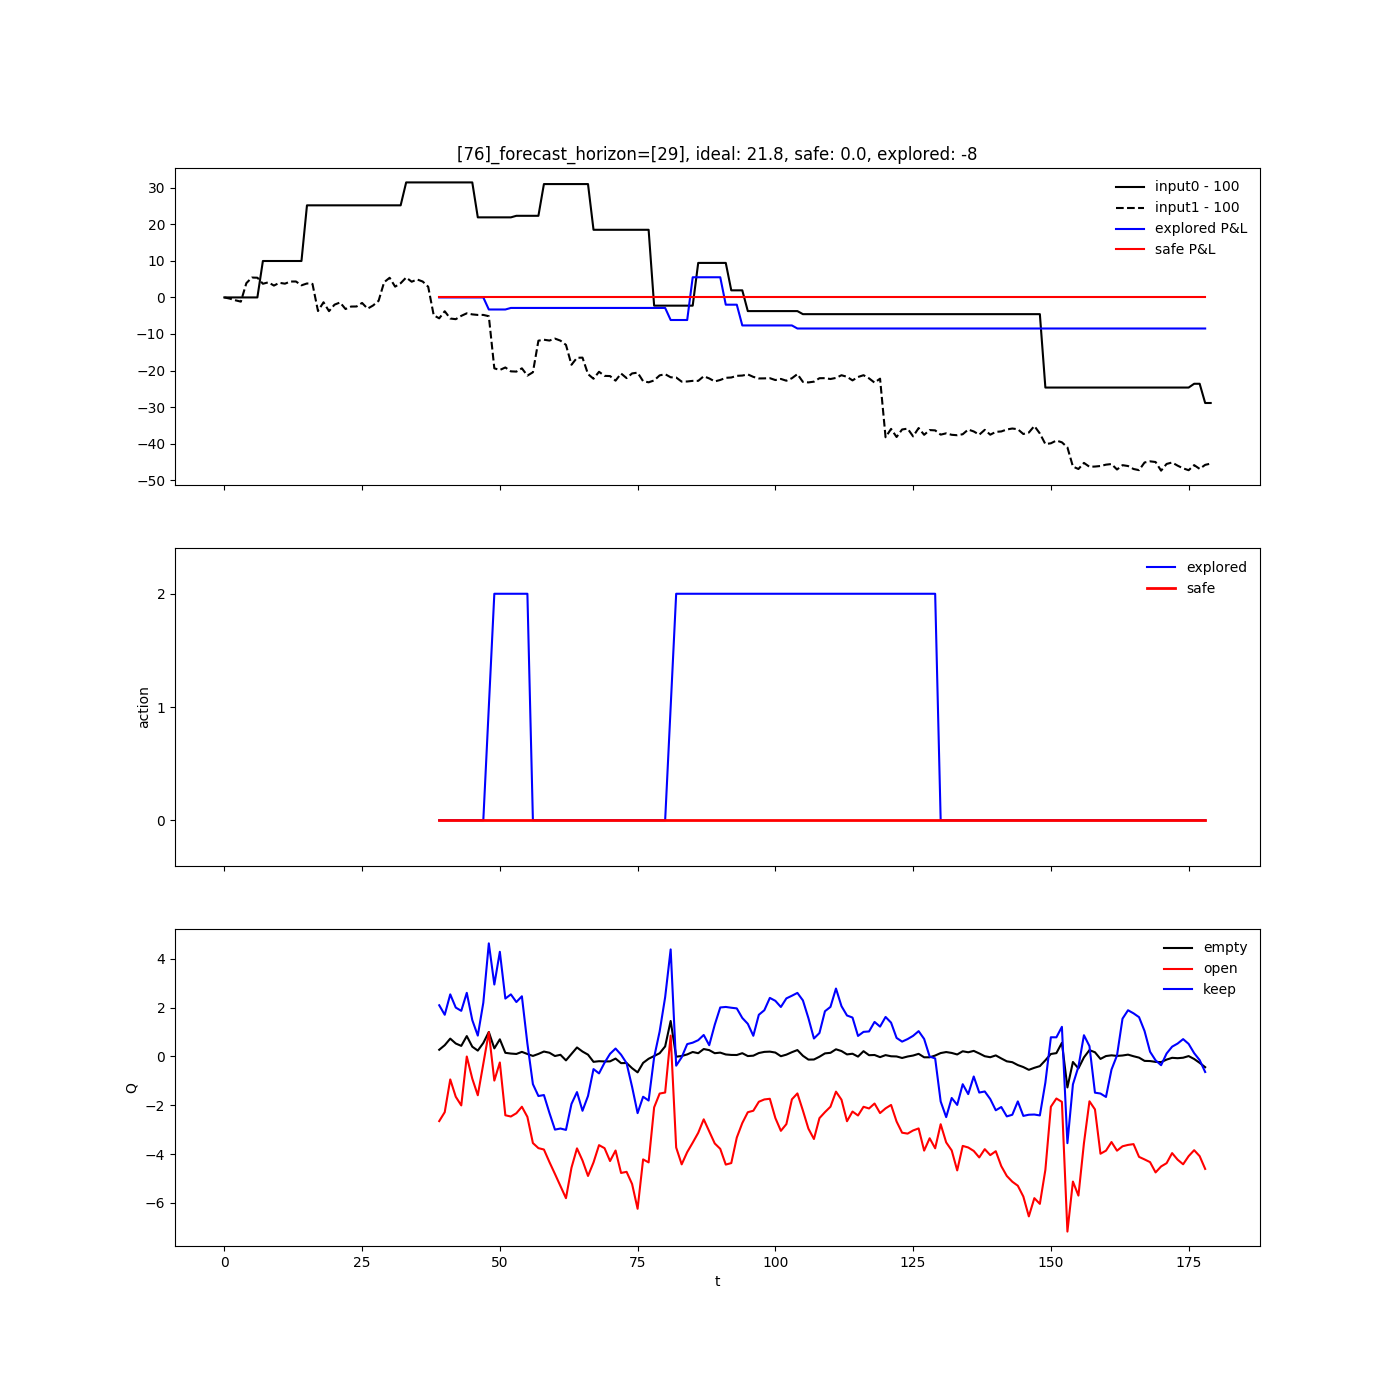 [76]_forecast_horizon=[29], ideal: 21.8, safe: 0.0, explored: -8
30
20
10
0
−10
−20
−30
−40
−50
input0 - 100
input1 - 100
explored P&L
safe P&L
action
2
1
0
explored
safe
Q
4
2
0
−2
−4
−6
empty
open
keep
0 25 50 75 100 125 150 175
t